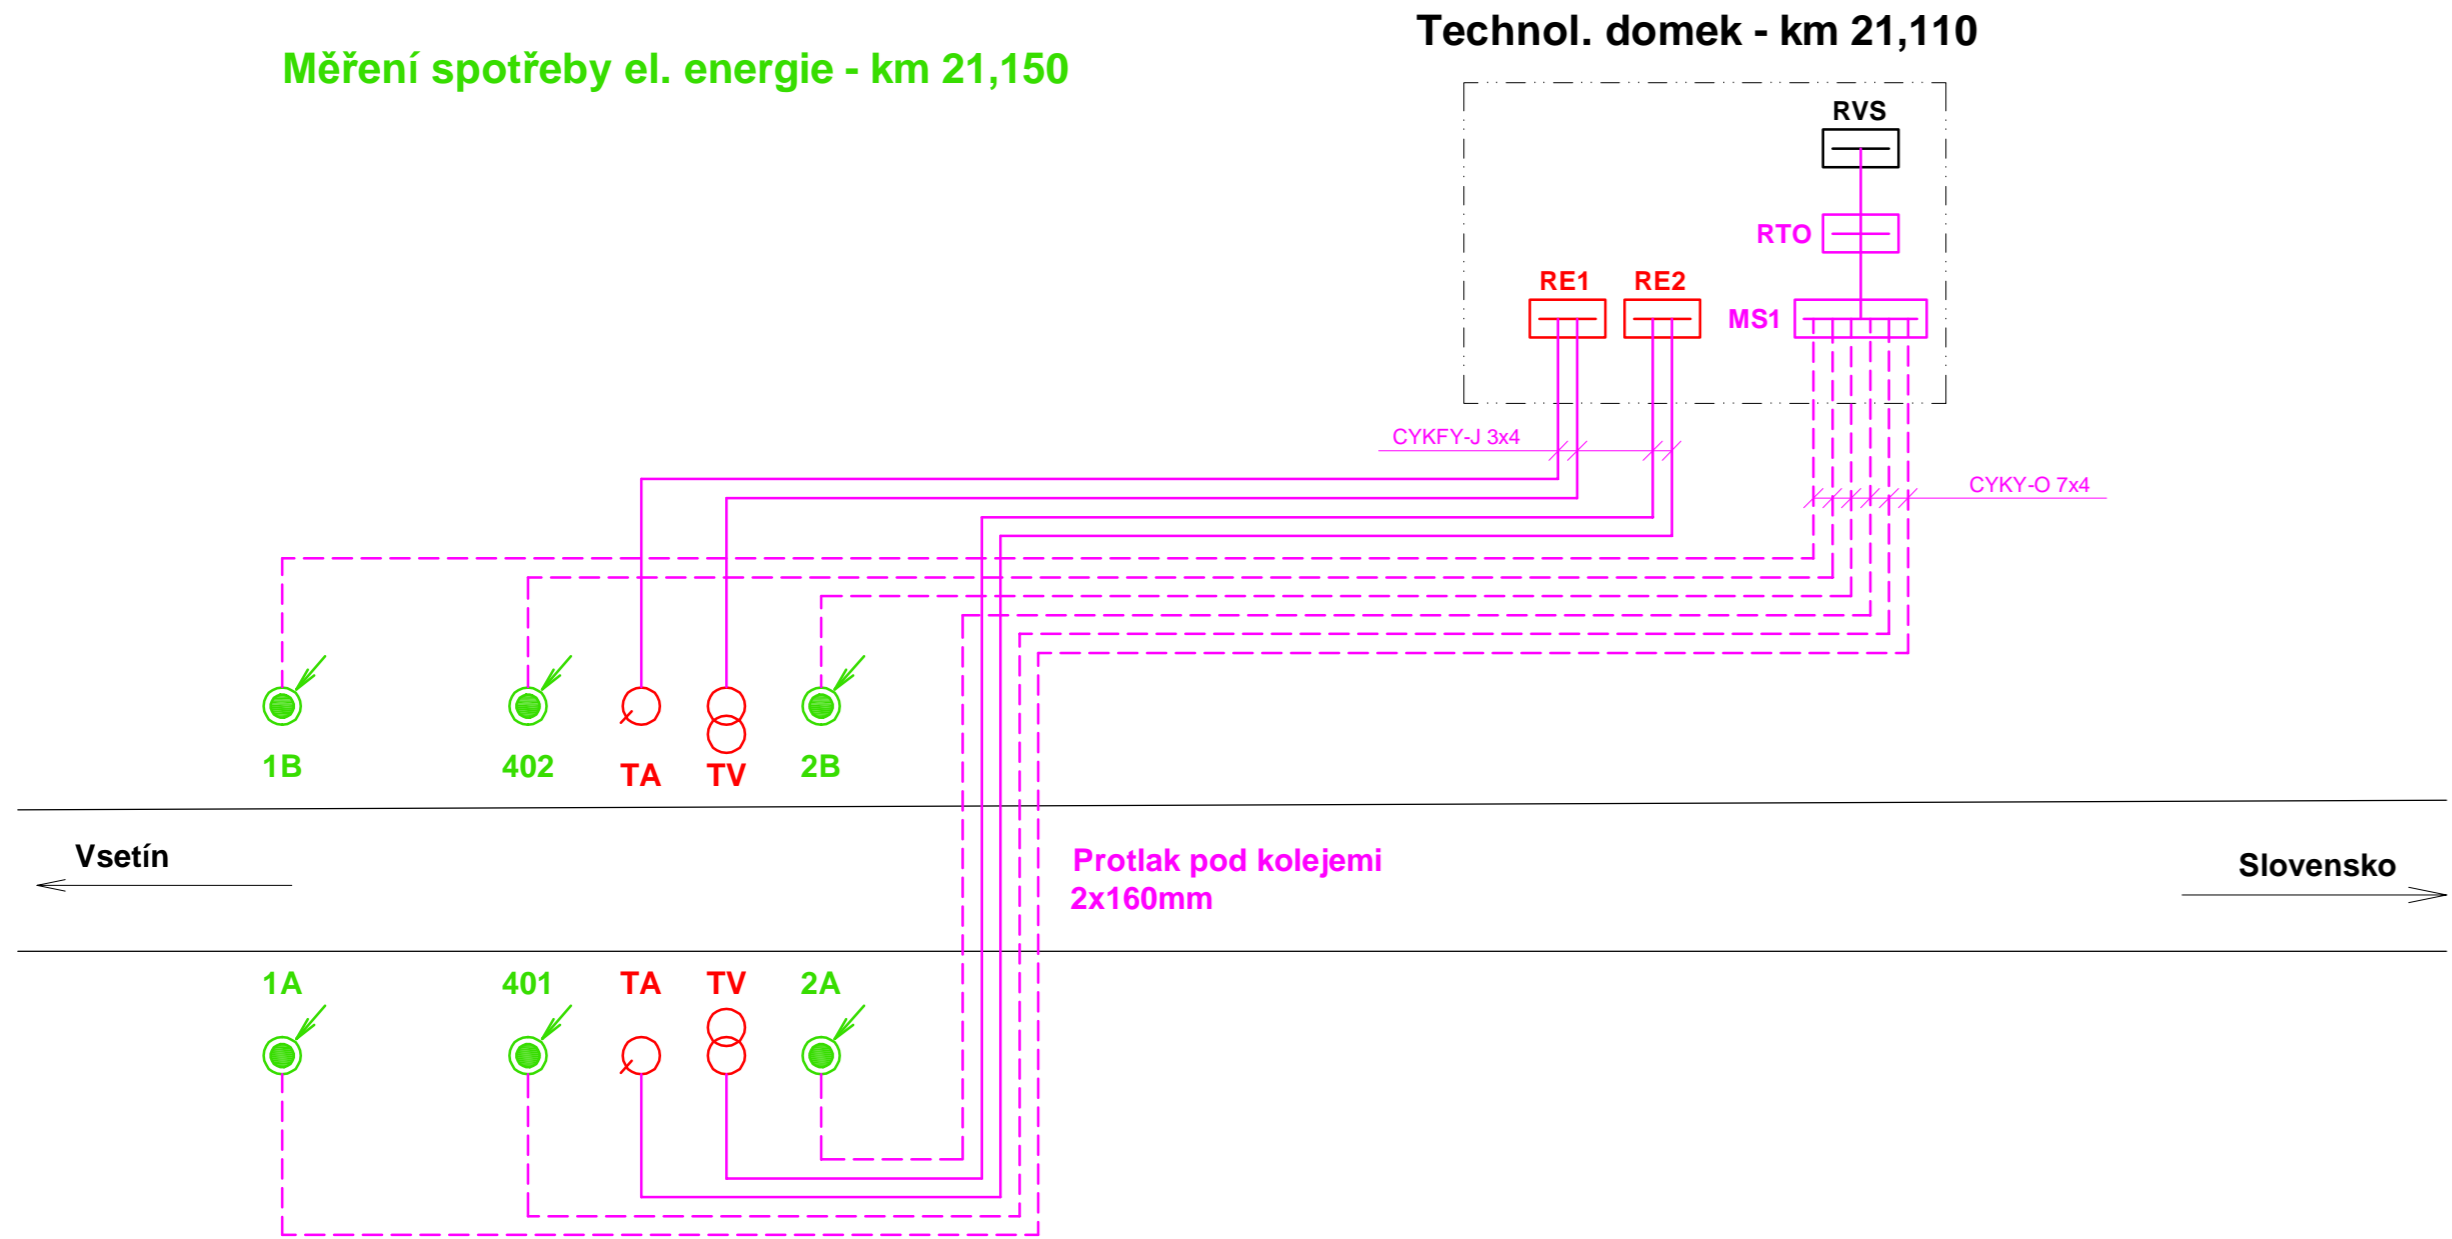 Technol. domek - km 21,110
Měření spotřeby el. energie - km 21,150
RVS
RTO
RE1 RE2
MS1
CYKFY-J 3x4
CYKY-O 7x4
1B 402 TA TV 2B
Vsetín
Protlak pod kolejemi
2x160mm
Slovensko
1A 401 TA TV 2A